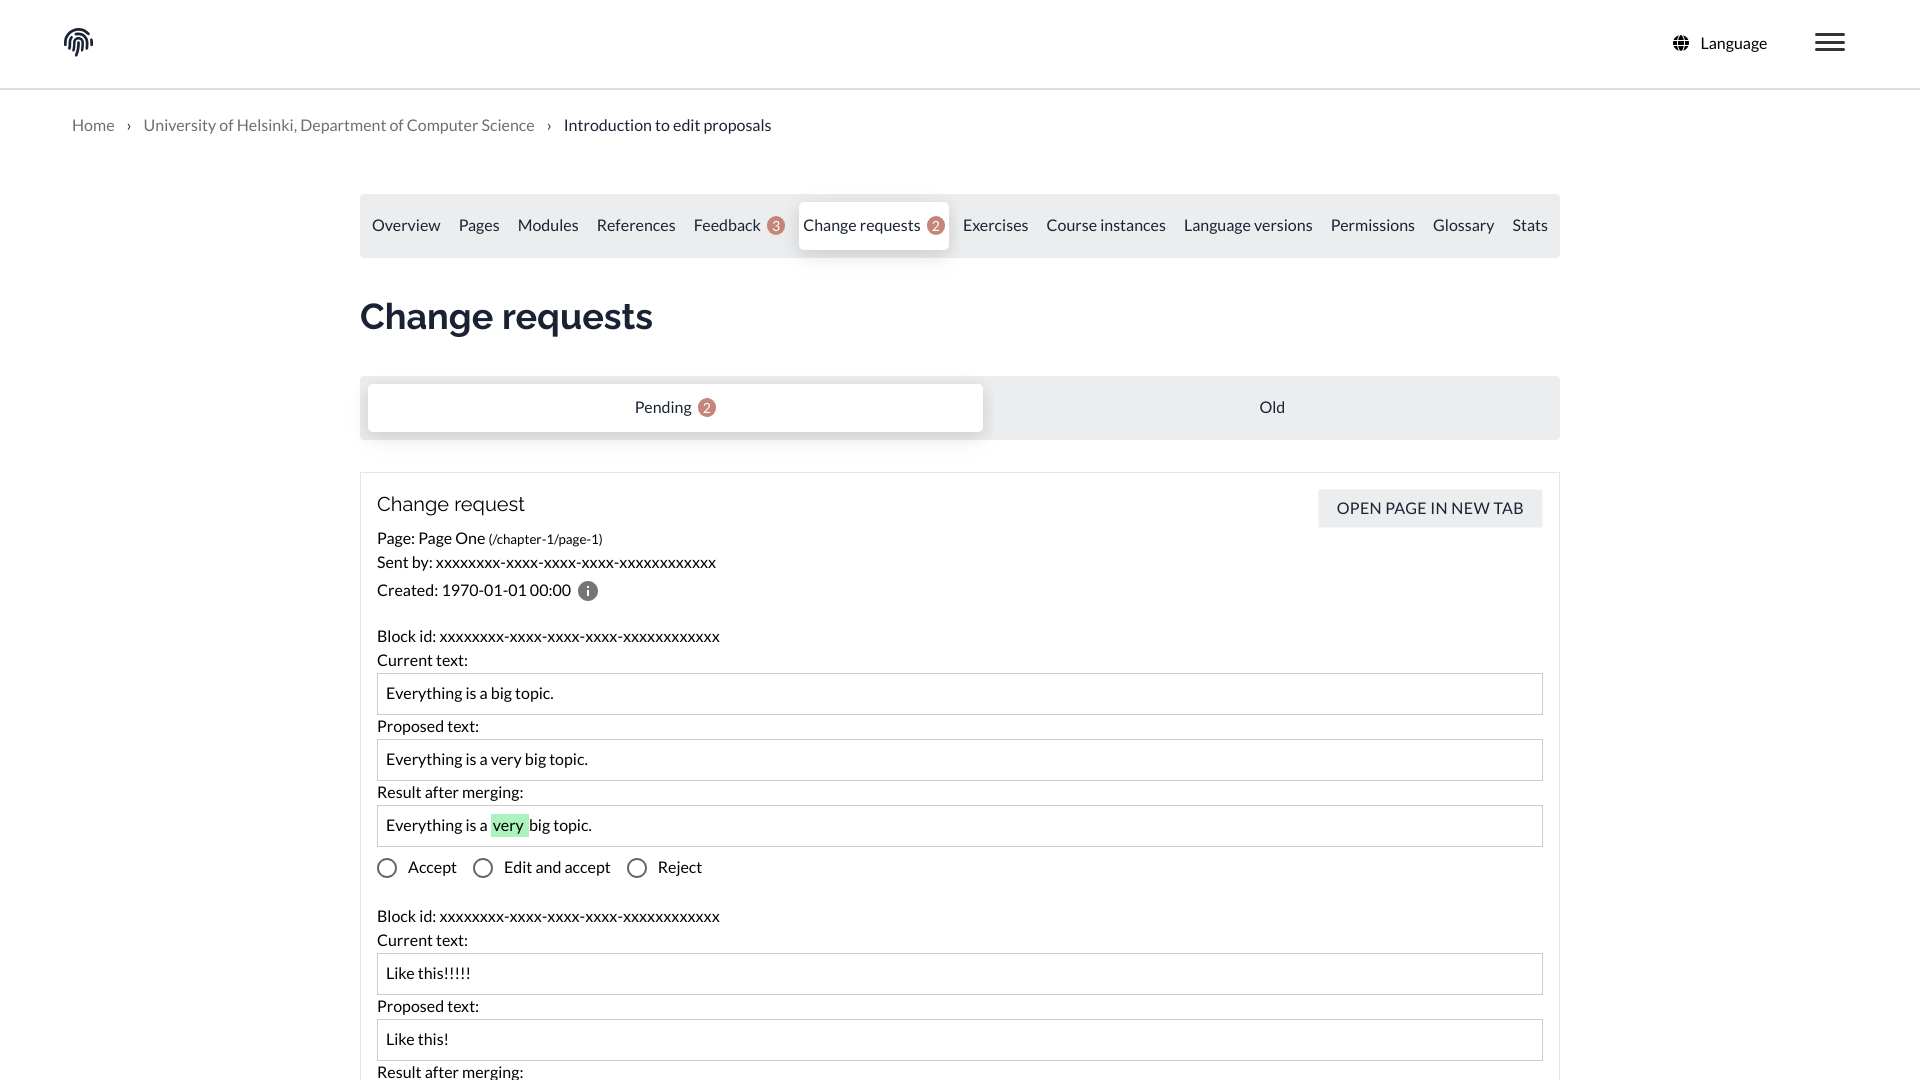 Language
Home › University of Helsinki, Department of Computer Science › Introduction to edit proposals
Overview Pages Modules References Feedback 3 Change requests 2 Exercises Course instances Language versions Permissions Glossary Stats
Change requests
Pending 2 Old
Change request OPEN PAGE IN NEW TAB
Page: Page One (/chapter-1/page-1)
Sent by: xxxxxxxx-xxxx-xxxx-xxxx-xxxxxxxxxxxx
Created: 1970-01-01 00:00
Block id: xxxxxxxx-xxxx-xxxx-xxxx-xxxxxxxxxxxx
Current text:
Everything is a big topic.
Proposed text:
Everything is a very big topic.
Result after merging:
Everything is a very big topic.
Accept Edit and accept Reject
Block id: xxxxxxxx-xxxx-xxxx-xxxx-xxxxxxxxxxxx
Current text:
Like this!!!!!
Proposed text:
Like this!
Result after merging: